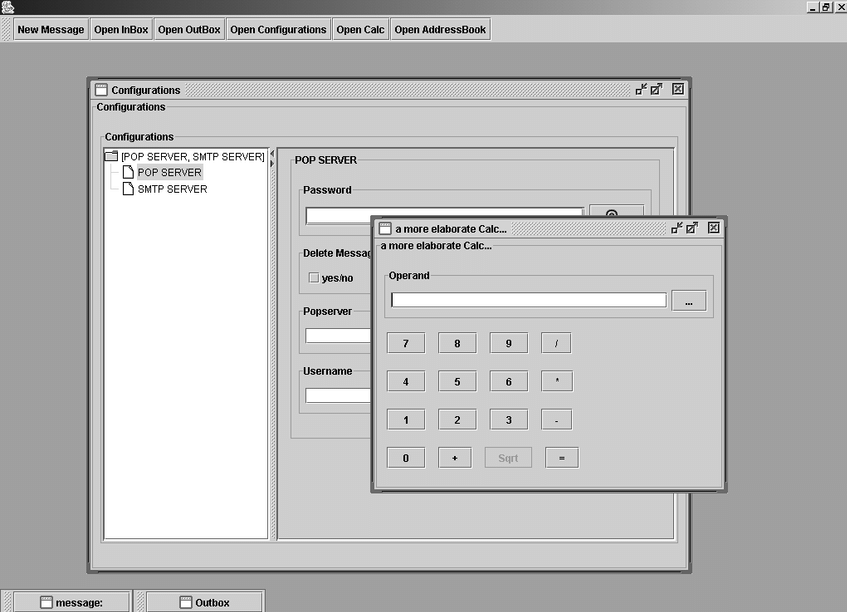 New Message Open InBox Open OutBox Open Configurations Open Calc Open AddressBook
Configurations
Configurations
Configurations
[POP SERVER, SMTP SERVER]
POP SERVER
SMTP SERVER
POP SERVER
Password
Delete Messag
yes/no
Popserver
Username
a more elaborate Calc...
a more elaborate Calc...
Operand
...
7 8 9 /
4 5 6 *
1 2 3 -
0 + Sqrt =
message: Outbox